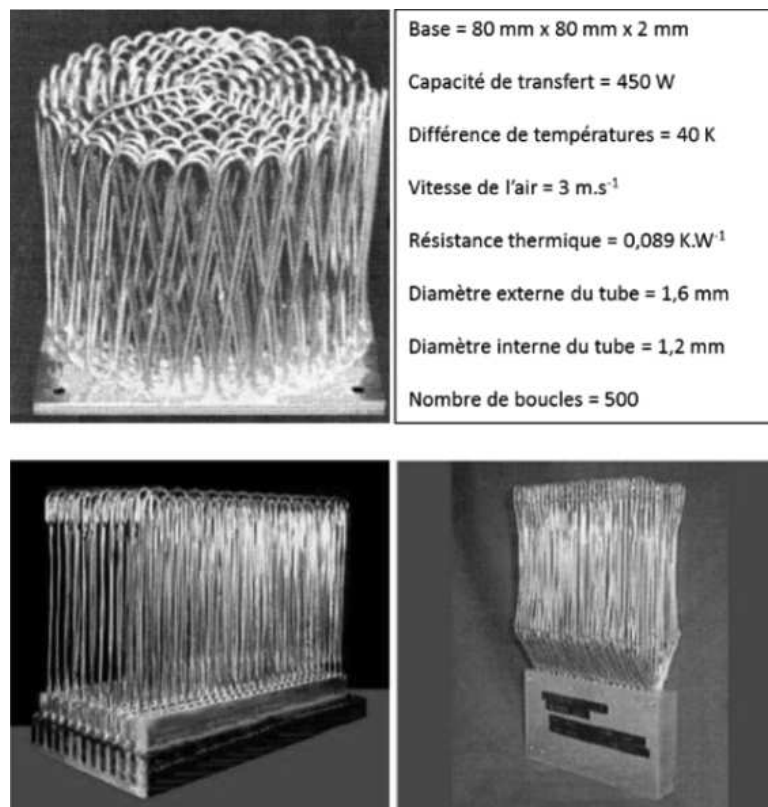 Base = 80 mm x 80 mm x 2 mm
Capacité de transfert = 450 W
Différence de températures = 40 K
Vitesse de l'air = 3 m.s-1
Résistance thermique = 0,089 K.W-1
Diamètre externe du tube = 1,6 mm
Diamètre interne du tube = 1,2 mm
Nombre de boucles = 500